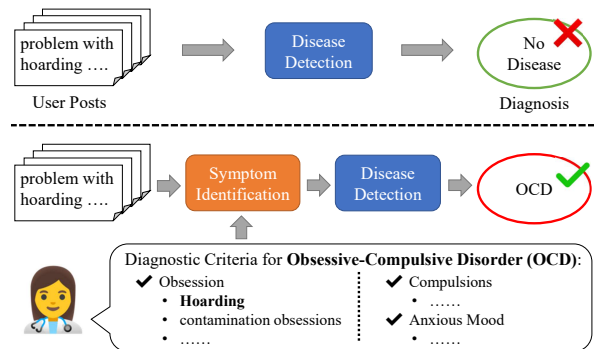 problem with
hoarding ….
User Posts
Disease
Detection
No
Disease
Diagnosis
problem with
hoarding ….
Symptom
Identification
Disease
Detection
OCD
Diagnostic Criteria for Obsessive-Compulsive Disorder (OCD):
✔ Obsession
• Hoarding
• contamination obsessions
• ……
✔ Compulsions
• ……
✔ Anxious Mood
• ……